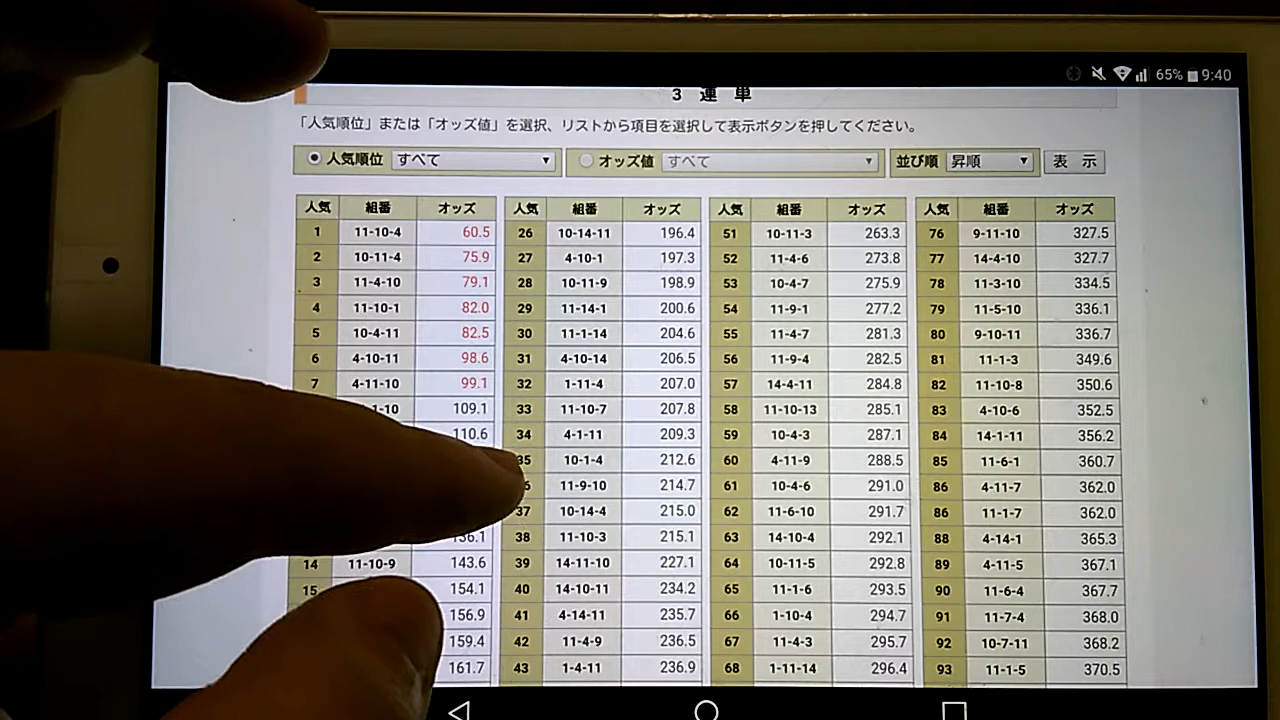 65% 9:40
3 連 単
「人気順位」または「オッズ値」を選択、リストから項目を選択して表示ボタンを押してください。
人気順位 すべて オッズ値 すべて 並び順 昇順 表 示
人気 組番 オッズ 人気 組番 オッズ 人気 組番 オッズ 人気 組番 オッズ
1 11-10-4 60.5 26 10-14-11 196.4 51 10-11-3 263.3 76 9-11-10 327.5
2 10-11-4 75.9 27 4-10-1 197.3 52 11-4-6 273.8 77 14-4-10 327.7
3 11-4-10 79.1 28 10-11-9 198.9 53 10-4-7 275.9 78 11-3-10 334.5
4 11-10-1 82.0 29 11-14-1 200.6 54 11-9-1 277.2 79 11-5-10 336.1
5 10-4-11 82.5 30 11-1-14 204.6 55 11-4-7 281.3 80 9-10-11 336.7
6 4-10-11 98.6 31 4-10-14 206.5 56 11-9-4 282.5 81 11-1-3 349.6
7 4-11-10 99.1 32 1-11-4 207.0 57 14-4-11 284.8 82 11-10-8 350.6
109.1 33 11-10-7 207.8 58 11-10-13 285.1 83 4-10-6 352.5
110.6 34 4-1-11 209.3 59 10-4-3 287.1 84 14-1-11 356.2
35 10-1-4 212.6 60 4-11-9 288.5 85 11-6-1 360.7
11-9-10 214.7 61 10-4-6 291.0 86 4-11-7 362.0
37 10-14-4 215.0 62 11-6-10 291.7 86 11-1-7 362.0
136.1 38 11-10-3 215.1 63 14-10-4 292.1 88 4-14-1 365.3
14 11-10-9 143.6 39 14-11-10 227.1 64 10-11-5 292.8 89 4-11-5 367.1
15 154.1 40 14-10-11 234.2 65 11-1-6 293.5 90 11-6-4 367.7
156.9 41 4-14-11 235.7 66 1-10-4 294.7 91 11-7-4 368.0
159.4 42 11-4-9 236.5 67 11-4-3 295.7 92 10-7-11 368.2
161.7 43 1-4-11 236.9 68 1-11-14 296.4 93 11-1-5 370.5